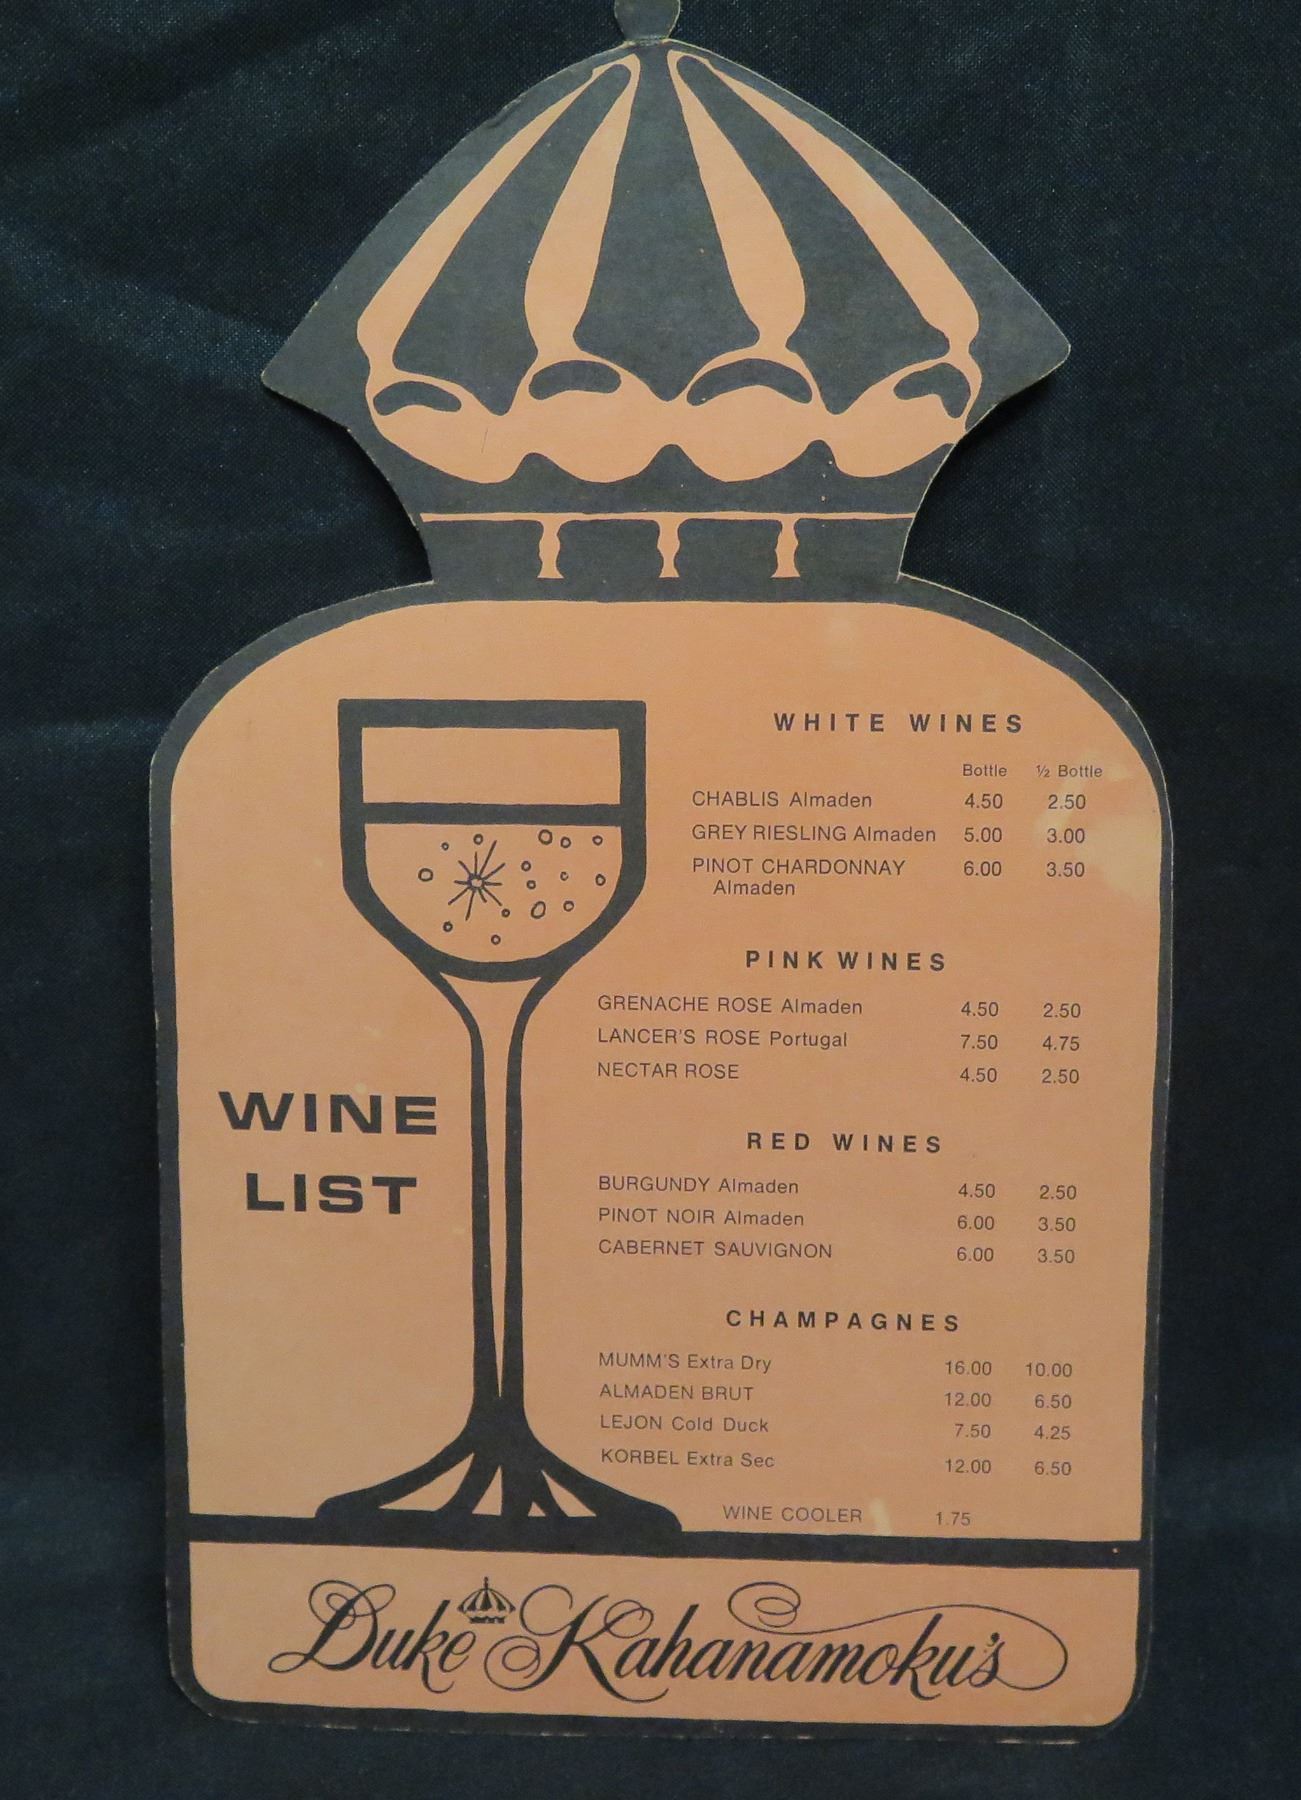 WHITE WINES
Bottle ½ Bottle
CHABLIS Almaden 4.50 2.50
GREY RIESLING Almaden 5.00 3.00
PINOT CHARDONNAY 6.00 3.50
Almaden
PINK WINES
GRENACHE ROSE Almaden 4.50 2.50
LANCER'S ROSE Portugal 7.50 4.75
NECTAR ROSE 4.50 2.50
WINE
LIST
RED WINES
BURGUNDY Almaden 4.50 2.50
PINOT NOIR Almaden 6.00 3.50
CABERNET SAUVIGNON 6.00 3.50
CHAMPAGNES
MUMM'S Extra Dry 16.00 10.00
ALMADEN BRUT 12.00 6.50
LEJON Cold Duck 7.50 4.25
KORBEL Extra Sec 12.00 6.50
WINE COOLER 1.75
Duke Kahanamoku's